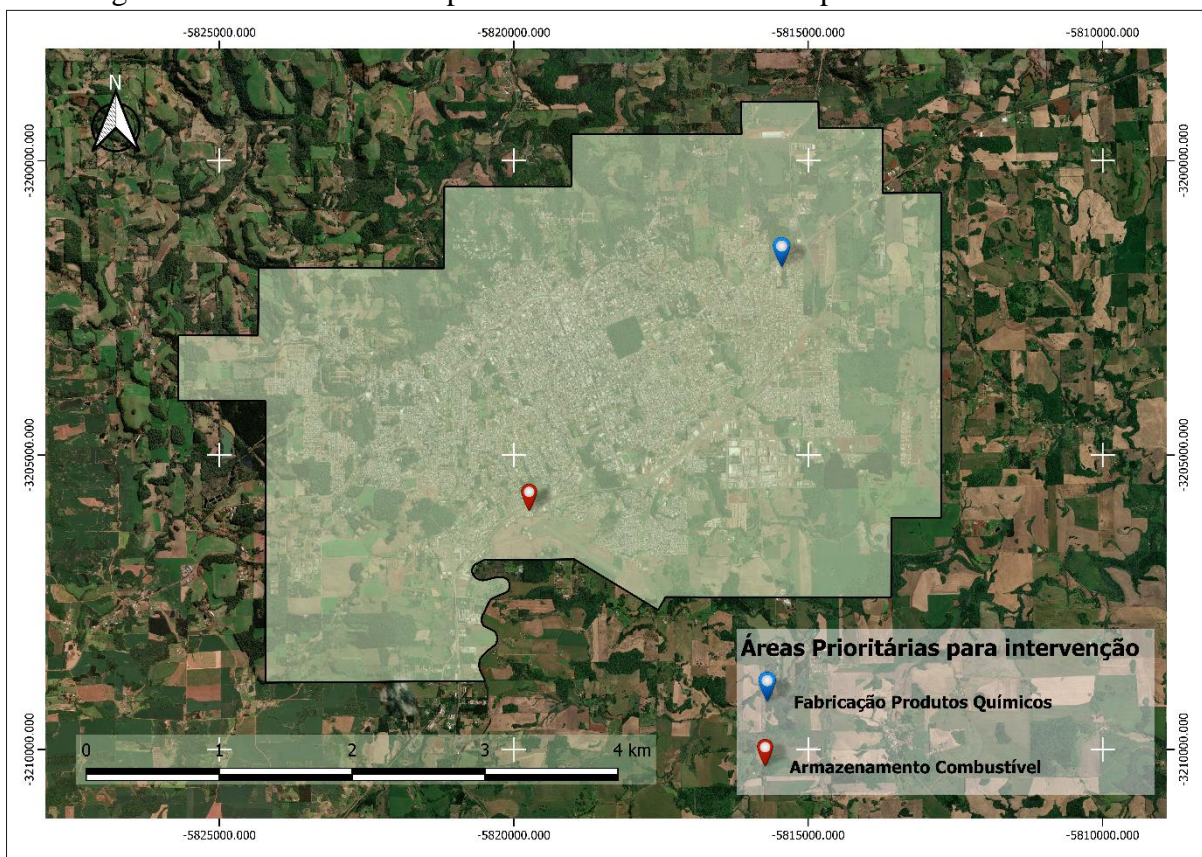 -5825000.000 -5820000.000 -5815000.000 -5810000.000
N
-3200000.000 -3200000.000
-3205000.000 -3205000.000
Áreas Prioritárias para intervenção
Fabricação Produtos Químicos
Armazenamento Combustível
0 1 2 3 4 km
-3210000.000 -3210000.000
-5825000.000 -5820000.000 -5815000.000 -5810000.000